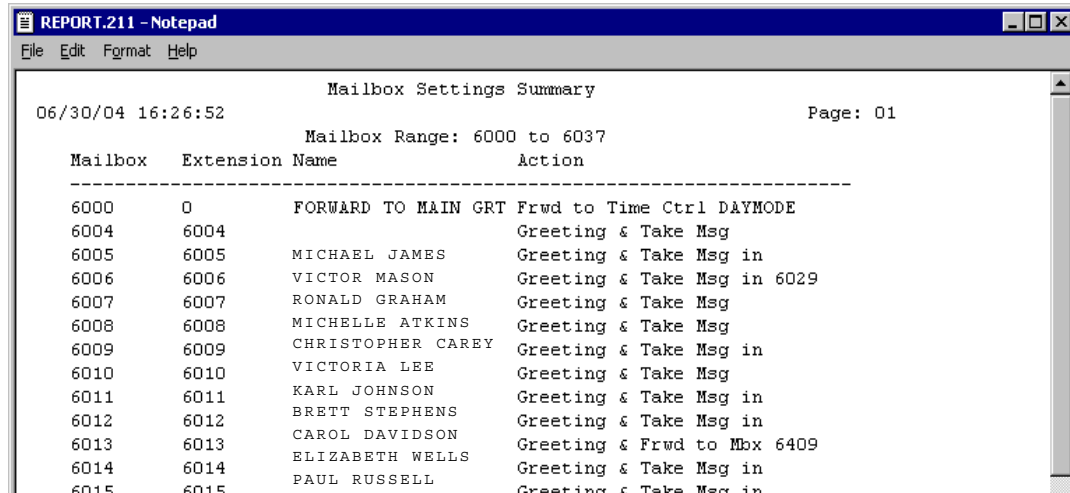 REPORT.211 - Notepad
File Edit Format Help
Mailbox Settings Summary
06/30/04 16:26:52 Page: 01
Mailbox Range: 6000 to 6037
Mailbox Extension Name Action
----------------------------------------------------------------------
6000 0 FORWARD TO MAIN GRT Frwd to Time Ctrl DAYMODE
6004 6004 Greeting & Take Msg
6005 6005 MICHAEL JAMES Greeting & Take Msg in
6006 6006 VICTOR MASON Greeting & Take Msg in 6029
6007 6007 RONALD GRAHAM Greeting & Take Msg
6008 6008 MICHELLE ATKINS Greeting & Take Msg
6009 6009 CHRISTOPHER CAREY Greeting & Take Msg in
6010 6010 VICTORIA LEE Greeting & Take Msg
6011 6011 KARL JOHNSON Greeting & Take Msg in
6012 6012 BRETT STEPHENS Greeting & Take Msg in
6013 6013 CAROL DAVIDSON Greeting & Frwd to Mbx 6409
6014 6014 ELIZABETH WELLS Greeting & Take Msg in
6015 6015 PAUL RUSSELL Greeting & Take Msg in